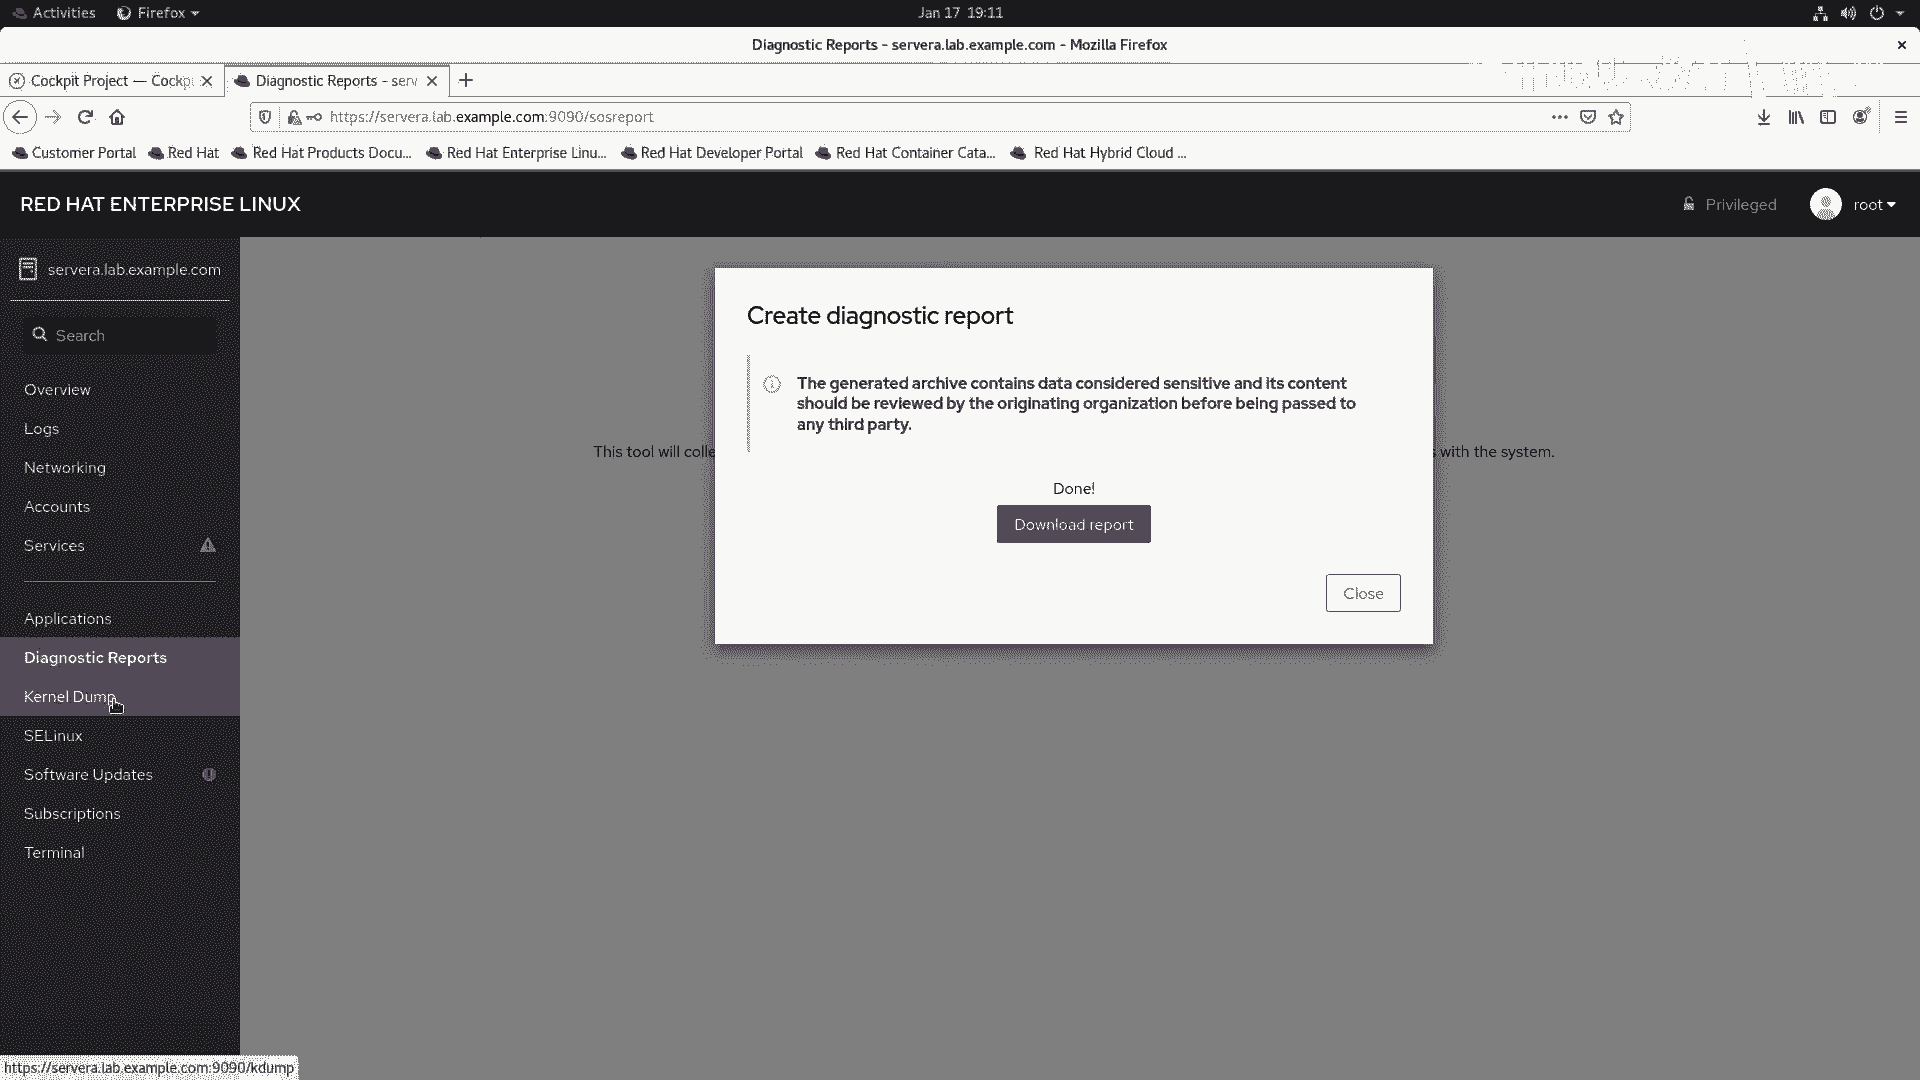 Activities Firefox Jan 17 19:11
Diagnostic Reports - servera.lab.example.com - Mozilla Firefox
Cockpit Project — Cockp Diagnostic Reports - serv
https://servera.lab.example.com:9090/sosreport
Customer Portal Red Hat Red Hat Products Docu... Red Hat Enterprise Linu... Red Hat Developer Portal Red Hat Container Cata... Red Hat Hybrid Cloud ...
RED HAT ENTERPRISE LINUX Privileged root
servera.lab.example.com
Search
Overview
Logs
Networking
Accounts
Services
Applications
Diagnostic Reports
Kernel Dump
SELinux
Software Updates
Subscriptions
Terminal
Create diagnostic report
The generated archive contains data considered sensitive and its content
should be reviewed by the originating organization before being passed to
any third party.
This tool will colle s with the system.
Done!
Download report
Close
https://servera.lab.example.com:9090/kdump